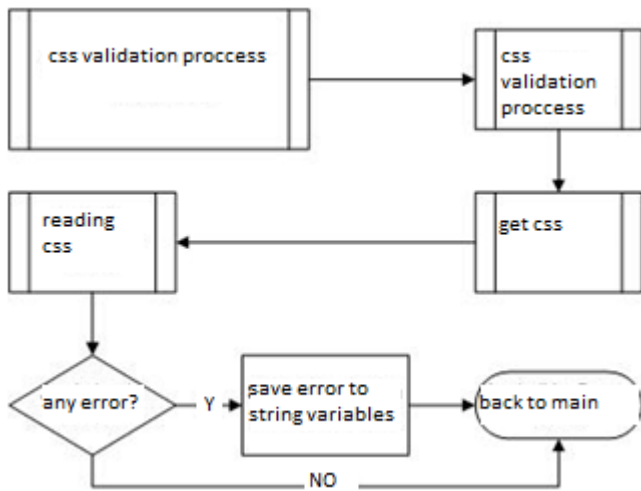 css validation proccess
css
validation
proccess
reading
css
get css
any error?
Y
save error to
string variables
back to main
NO